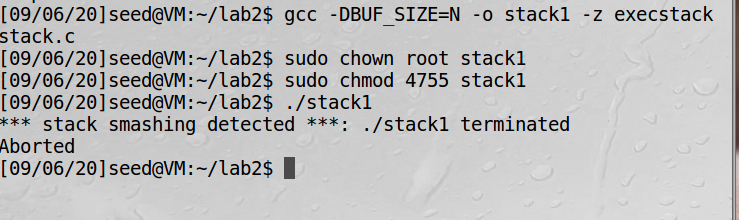 [09/06/20]seed@VM:~/lab2$ gcc -DBUF_SIZE=N -o stack1 -z execstack
stack.c
[09/06/20]seed@VM:~/lab2$ sudo chown root stack1
[09/06/20]seed@VM:~/lab2$ sudo chmod 4755 stack1
[09/06/20]seed@VM:~/lab2$ ./stack1
*** stack smashing detected ***: ./stack1 terminated
Aborted
[09/06/20]seed@VM:~/lab2$